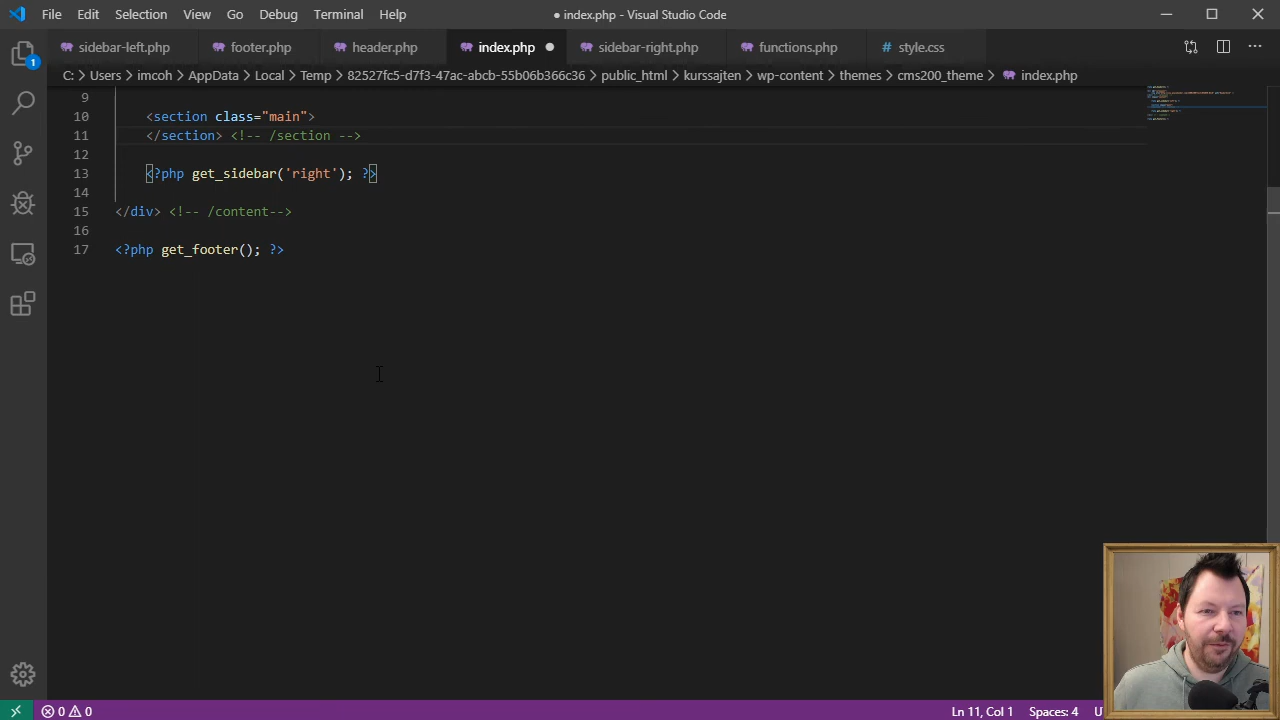 File Edit Selection View Go Debug Terminal Help ● index.php - Visual Studio Code
sidebar-left.php footer.php header.php index.php ● sidebar-right.php functions.php # style.css ...
C: > Users > imcoh > AppData > Local > Temp > 82527fc5-d7f3-47ac-abcb-55b06b366c36 > public_html > kurssajten > wp-content > themes > cms200_theme > index.php
1
9
10 <section class="main">
11 </section> <!-- /section -->
12
13 <?php get_sidebar('right'); ?>
14
15 </div> <!-- /content-->
16
17 <?php get_footer(); ?>
0 0 Ln 11, Col 1 Spaces: 4